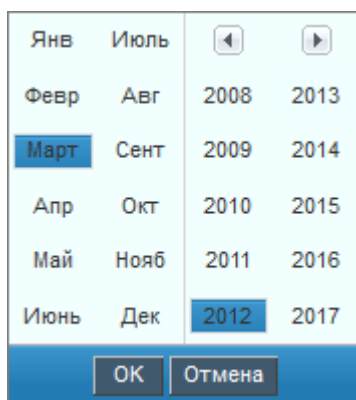 Янв Июль
Февр Авг 2008 2013
Март Сент 2009 2014
Апр Окт 2010 2015
Май Нояб 2011 2016
Июнь Дек 2012 2017
OK Отмена